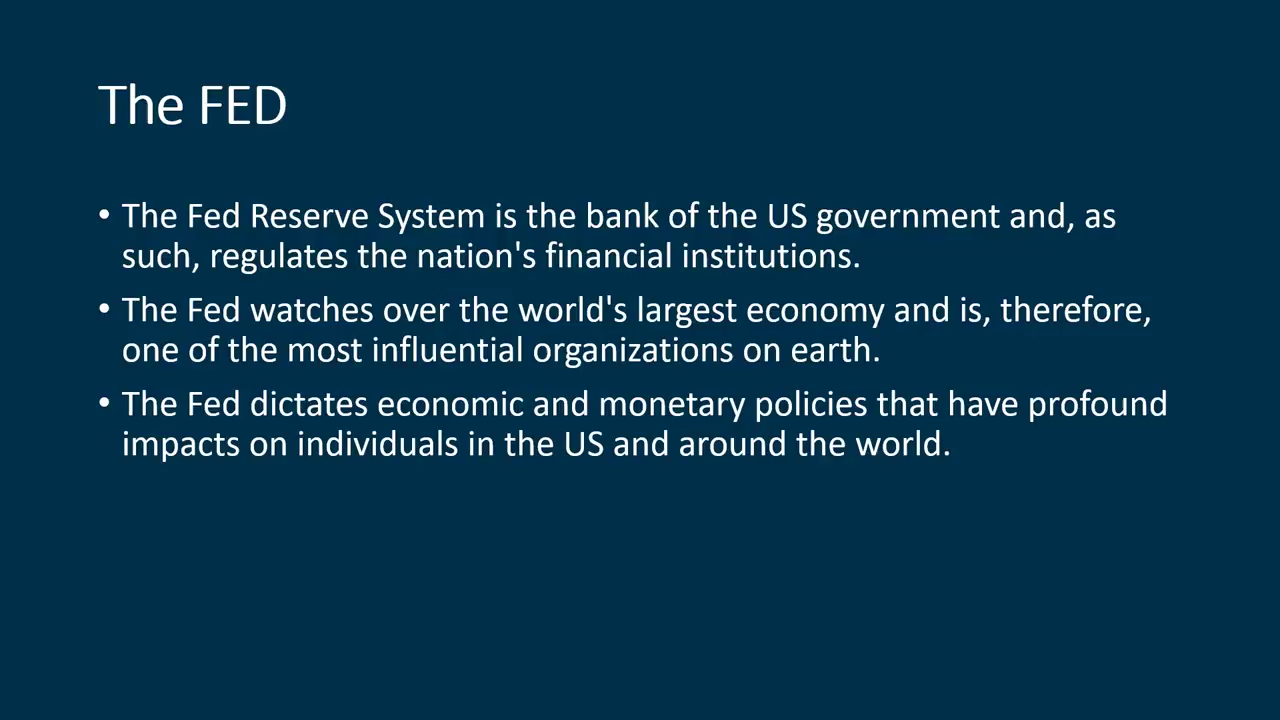 The FED
• The Fed Reserve System is the bank of the US government and, as
such, regulates the nation's financial institutions.
• The Fed watches over the world's largest economy and is, therefore,
one of the most influential organizations on earth.
• The Fed dictates economic and monetary policies that have profound
impacts on individuals in the US and around the world.